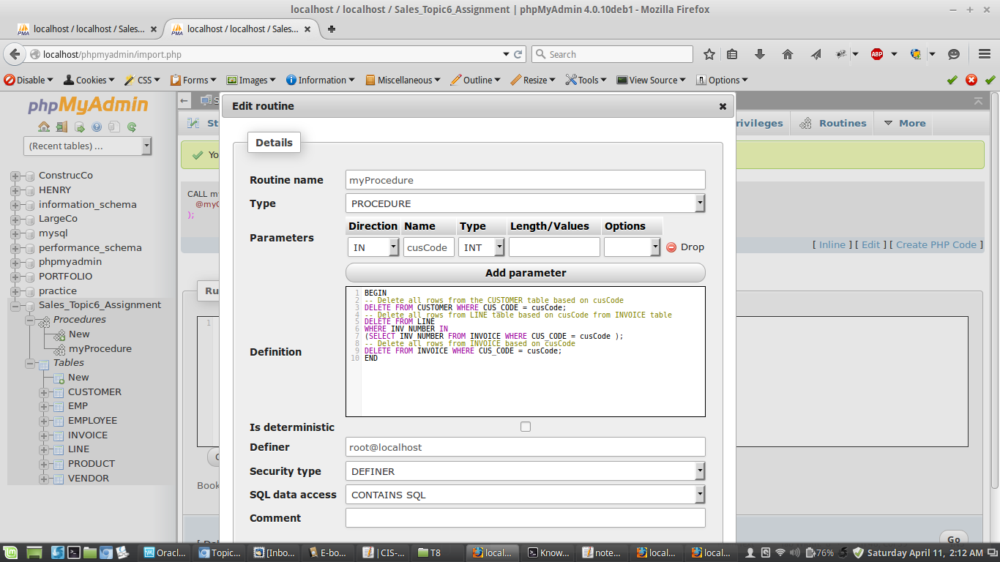 localhost / localhost / Sales_Topic6_Assignment | phpMyAdmin 4.0.10deb1 - Mozilla Firefox
localhost / localhost / Sales...
localhost / localhost / Sales...
localhost/phpmyadmin/import.php
Search
ABP
Disable
Cookies
CSS
Forms
Images
Information
Miscellaneous
Outline
Resize
Tools
View Source
Options
phpMyAdmin
(Recent tables) ...
ConstrucCo
HENRY
information_schema
LargeCo
mysql
performance_schema
phpmyadmin
PORTFOLIO
practice
Sales_Topic6_Assignment
Procedures
New
myProcedure
Tables
New
CUSTOMER
EMP
EMPLOYEE
INVOICE
LINE
PRODUCT
VENDOR
S
St
rivileges
Routines
More
Yo
CALL m
@my
);
[ Inline ] [ Edit ] [ Create PHP Code ]
Ru
1
Book
Go
Edit routine
Details
Routine name
myProcedure
Type
PROCEDURE
Parameters
Direction Name Type Length/Values Options
IN cusCode INT Drop
Add parameter
Definition
1 BEGIN
2 -- Delete all rows from the CUSTOMER table based on cusCode
3 DELETE FROM CUSTOMER WHERE CUS_CODE = cusCode;
4 -- Delete all rows from LINE table based on cusCode from INVOICE table
5 DELETE FROM LINE
6 WHERE INV_NUMBER IN
7 (SELECT INV_NUMBER FROM INVOICE WHERE CUS_CODE = cusCode );
8 -- Delete all rows from INVOICE based on cusCode
9 DELETE FROM INVOICE WHERE CUS_CODE = cusCode;
10 END
Is deterministic
Definer
root@localhost
Security type
DEFINER
SQL data access
CONTAINS SQL
Comment
Oracl...
Topic...
[Inbo...
E-bo...
| CIS-...
T8
local...
Know...
note...
local...
local...
76%
Saturday April 11, 2:12 AM